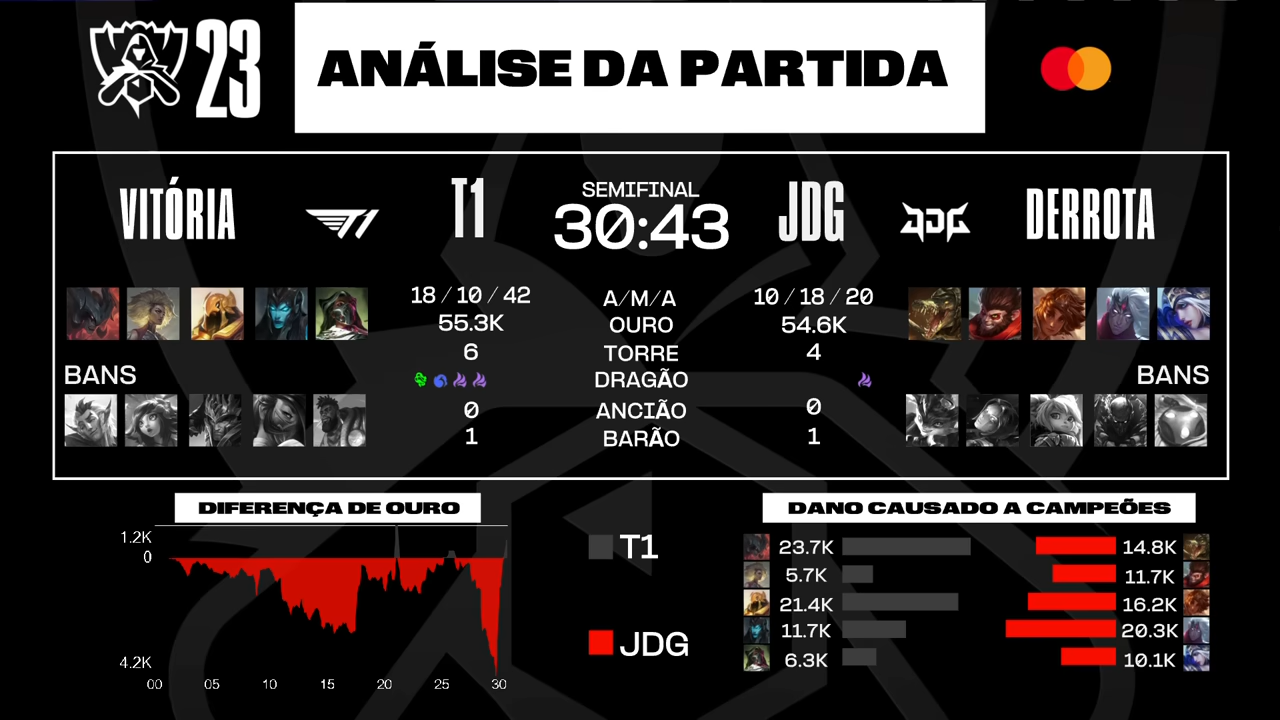 23
ANÁLISE DA PARTIDA
VITÓRIA T1 T1 SEMIFINAL JDG JDG DERROTA
30:43
18 / 10 / 42 A/M/A 10 / 18 / 20
55.3K OURO 54.6K
6 TORRE 4
BANS DRAGÃO BANS
0 ANCIÃO 0
1 BARÃO 1
DIFERENÇA DE OURO
1.2K
0
4.2K
00 05 10 15 20 25 30
T1
JDG
DANO CAUSADO A CAMPEÕES
23.7K 14.8K
5.7K 11.7K
21.4K 16.2K
11.7K 20.3K
6.3K 10.1K